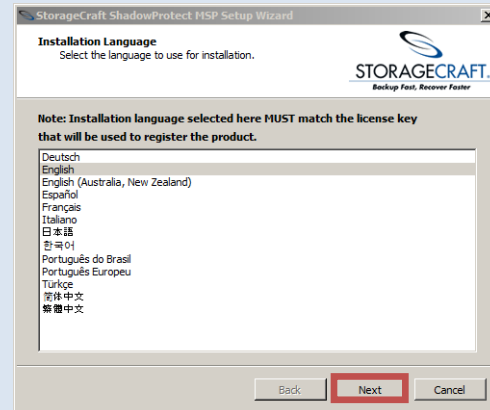 StorageCraft ShadowProtect MSP Setup Wizard
Installation Language
Select the language to use for installation.
STORAGECRAFT.
Backup Fast, Recover Faster
Note: Installation language selected here MUST match the license key
that will be used to register the product.
Deutsch
English
English (Australia, New Zealand)
Español
Français
Italiano
日本語
한국어
Português do Brasil
Português Europeu
Türkçe
简体中文
繁體中文
Back
Next
Cancel